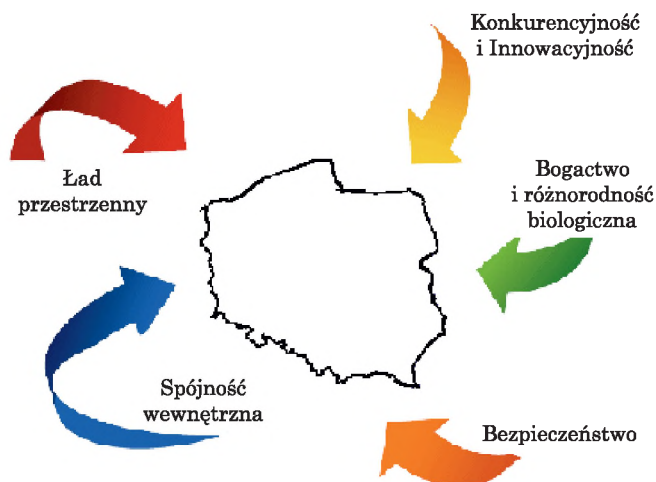 Konkurencyjność
i Innowacyjność
Ład
przestrzenny
Bogactwo
i różnorodność
biologiczna
Spójność
wewnętrzna
Bezpieczeństwo